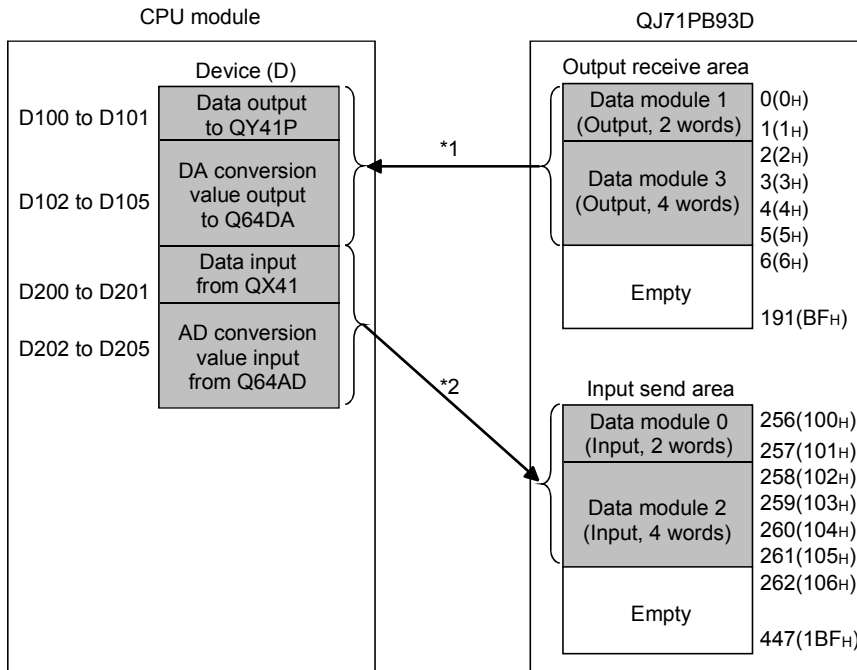 CPU module
QJ71PB93D
Device (D)
Output receive area
D100 to D101
Data output
to QY41P
*1
Data module 1
(Output, 2 words)
0(0H)
1(1H)
D102 to D105
DA conversion
value output
to Q64DA
Data module 3
(Output, 4 words)
2(2H)
3(3H)
4(4H)
5(5H)
6(6H)
D200 to D201
Data input
from QX41
Empty
191(BFH)
D202 to D205
AD conversion
value input
from Q64AD
*2
Input send area
Data module 0
(Input, 2 words)
256(100H)
257(101H)
Data module 2
(Input, 4 words)
258(102H)
259(103H)
260(104H)
261(105H)
262(106H)
Empty
447(1BFH)